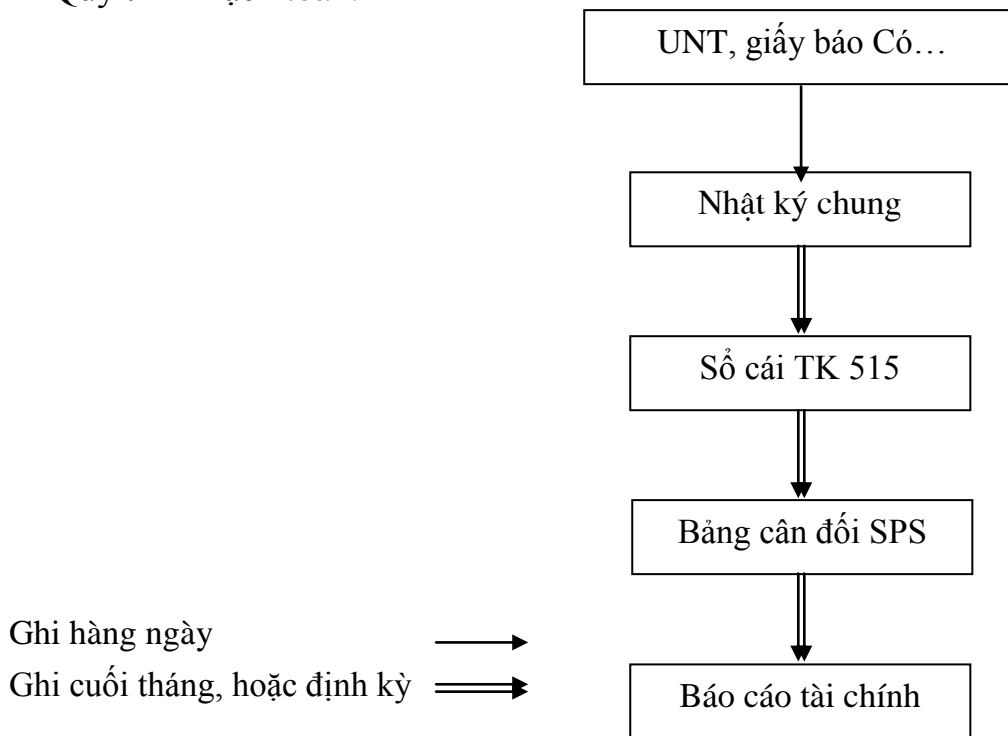 UNT, giấy báo Có…
Nhật ký chung
Sổ cái TK 515
Bảng cân đối SPS
Ghi hàng ngày
Ghi cuối tháng, hoặc định kỳ
Báo cáo tài chính